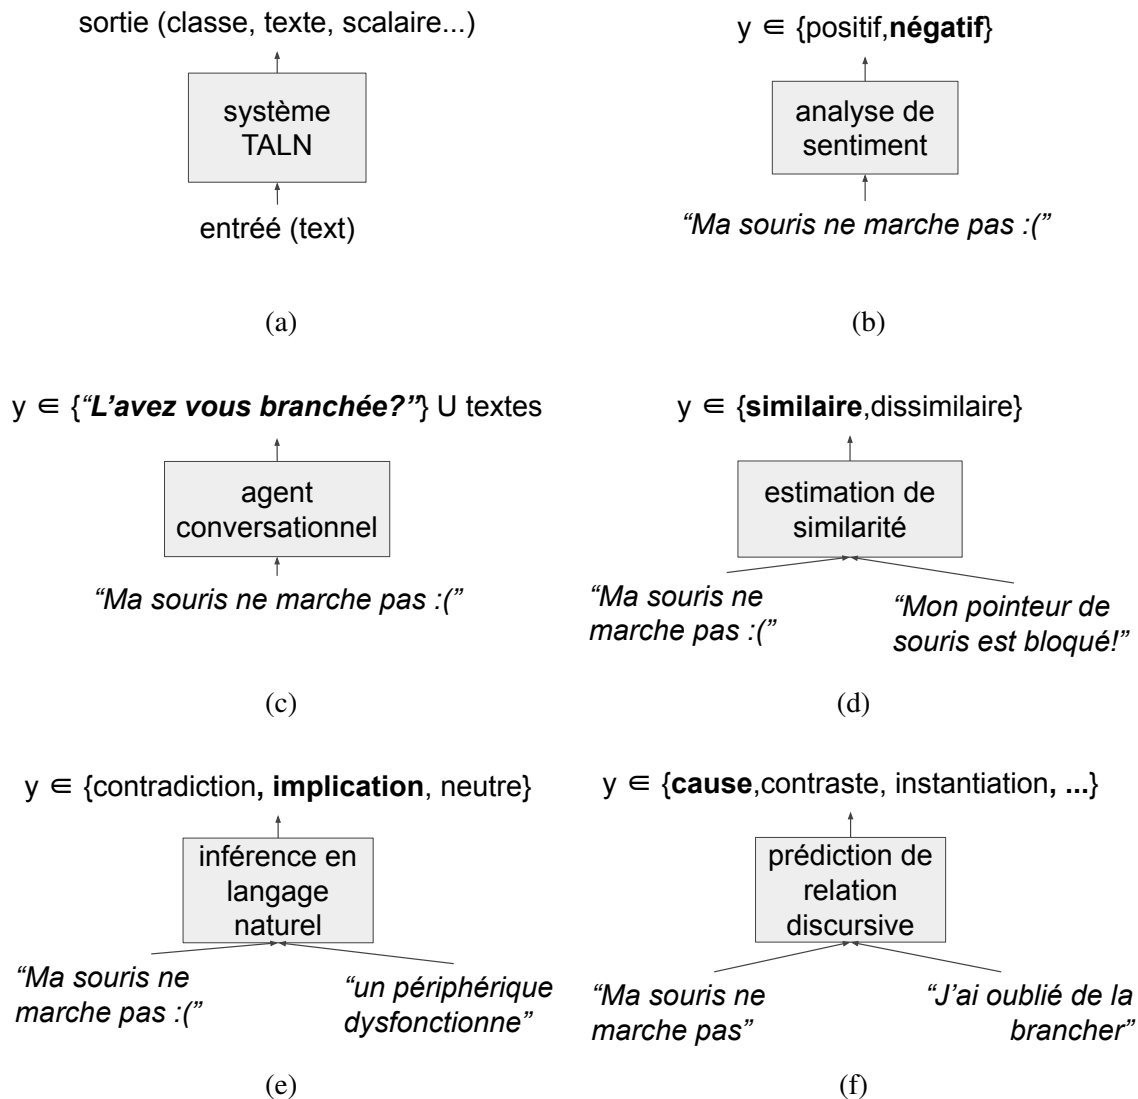 sortie (classe, texte, scalaire...)
système
TALN
entréé (text)
(a)
y ∈ {positif,négatif}
analyse de
sentiment
“Ma souris ne marche pas :(”
(b)
y ∈ {“L'avez vous branchée?”} U textes
agent
conversationnel
“Ma souris ne marche pas :(”
(c)
y ∈ {similaire,dissimilaire}
estimation de
similarité
“Ma souris ne
marche pas :(”
“Mon pointeur de
souris est bloqué!”
(d)
y ∈ {contradiction, implication, neutre}
inférence en
langage
naturel
“Ma souris ne
marche pas :(”
“un périphérique
dysfonctionne”
(e)
y ∈ {cause,contraste, instantiation, ...}
prédiction de
relation
discursive
“Ma souris ne
marche pas”
“J'ai oublié de la
brancher”
(f)